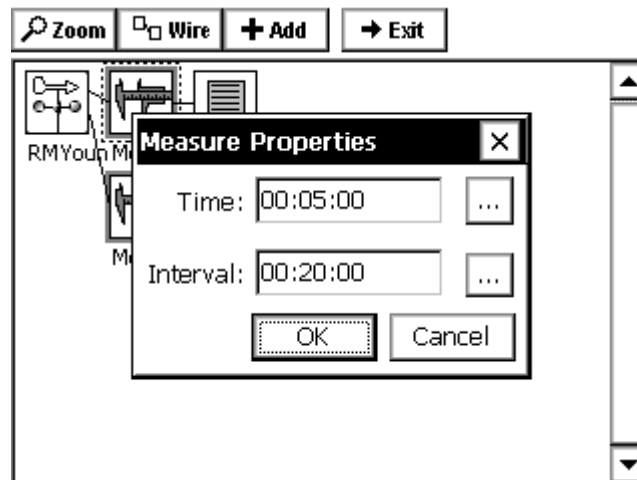 Zoom Wire Add Exit
RMYoun
Measure Properties
Time: 00:05:00 ...
Interval: 00:20:00 ...
OK Cancel